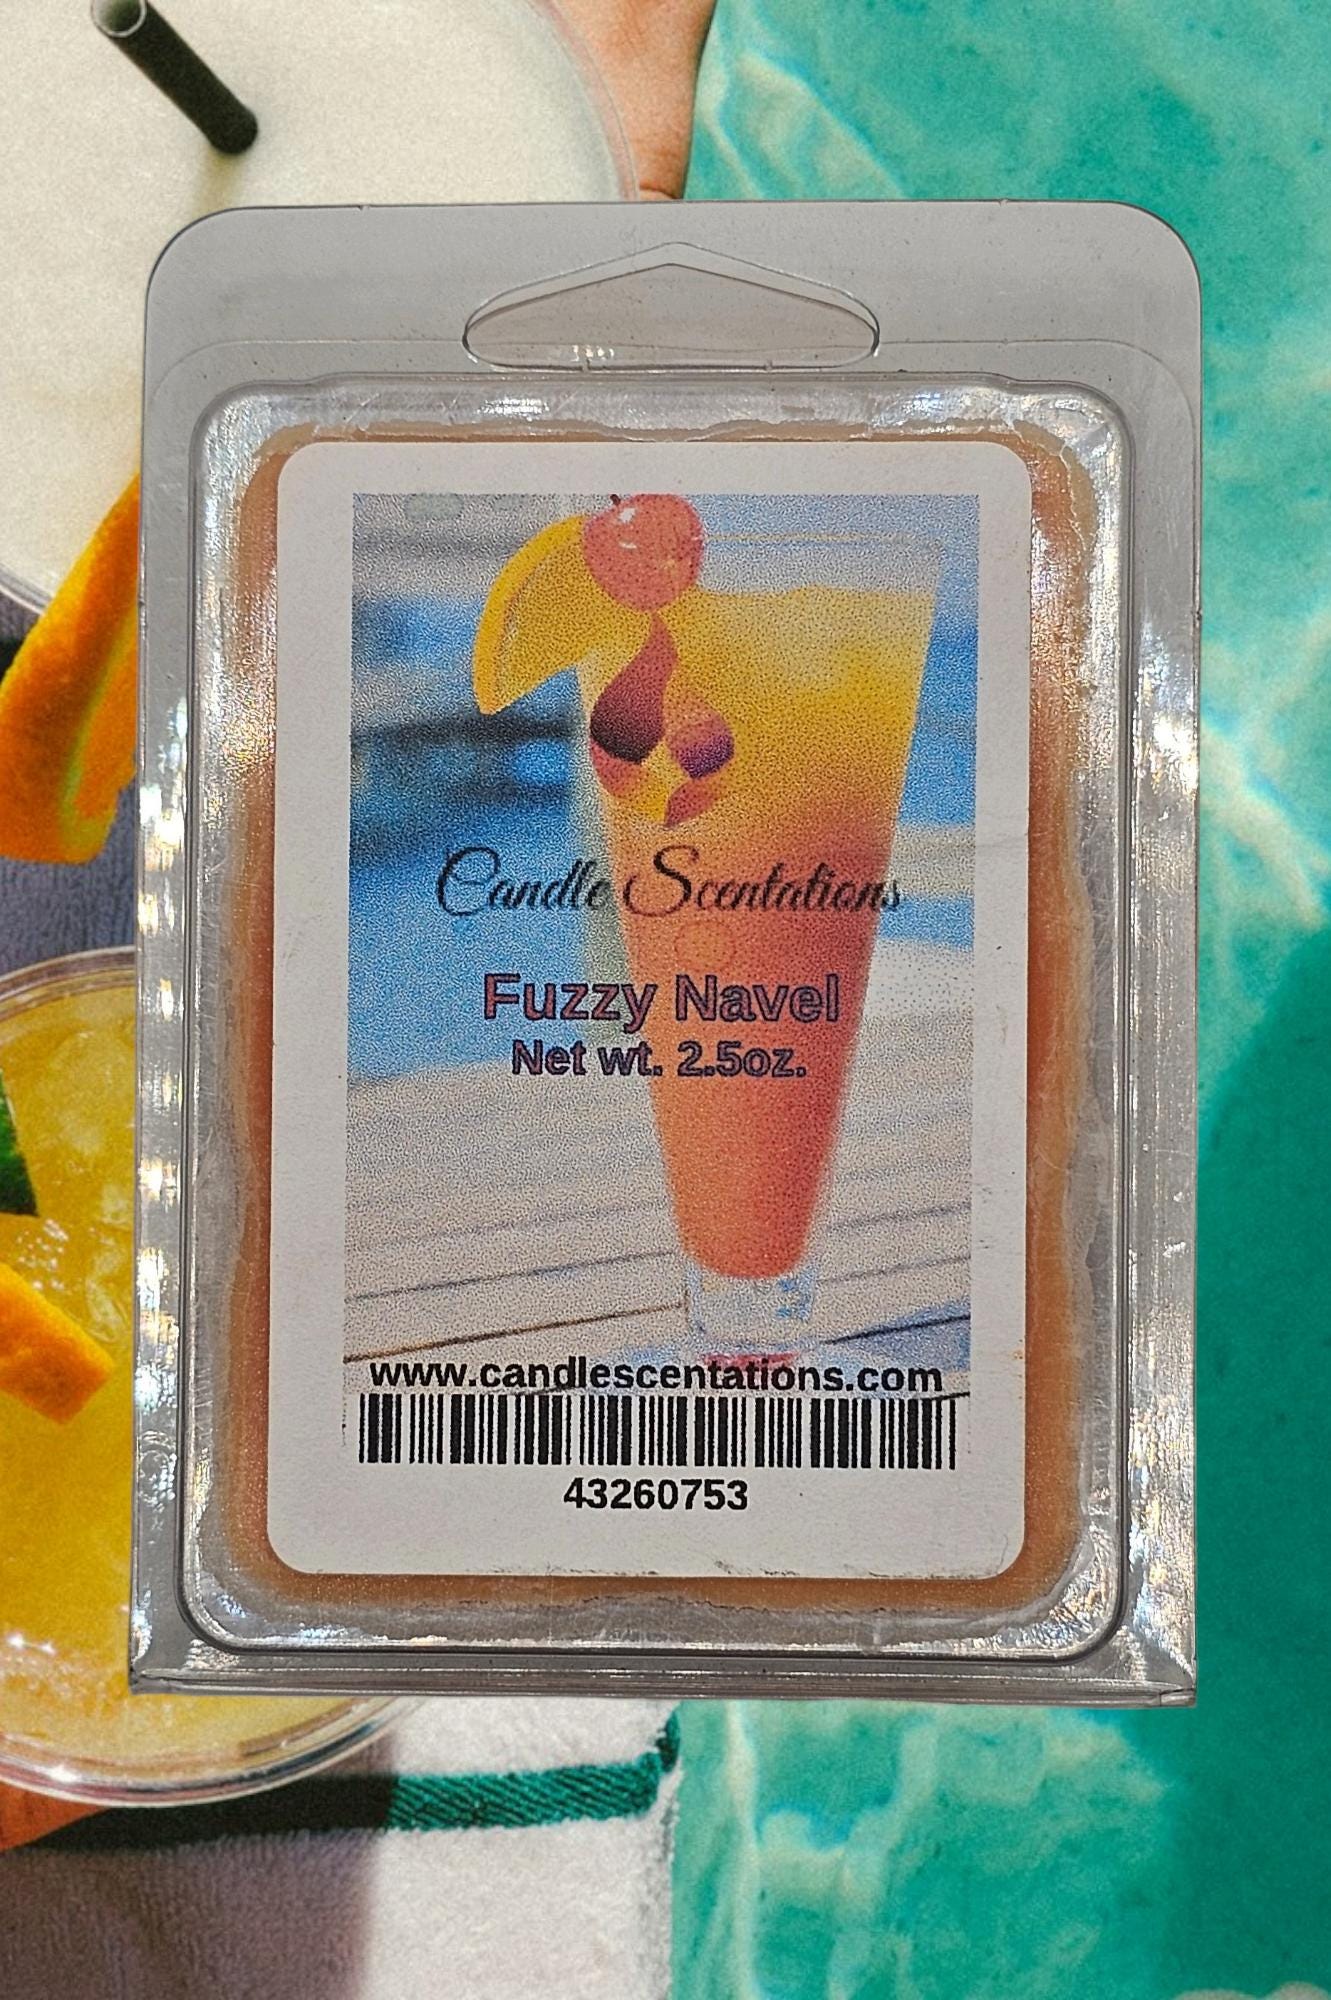 Candle Scentations
Fuzzy Navel
Net wt. 2.5oz.
www.candlescentations.com
43260753